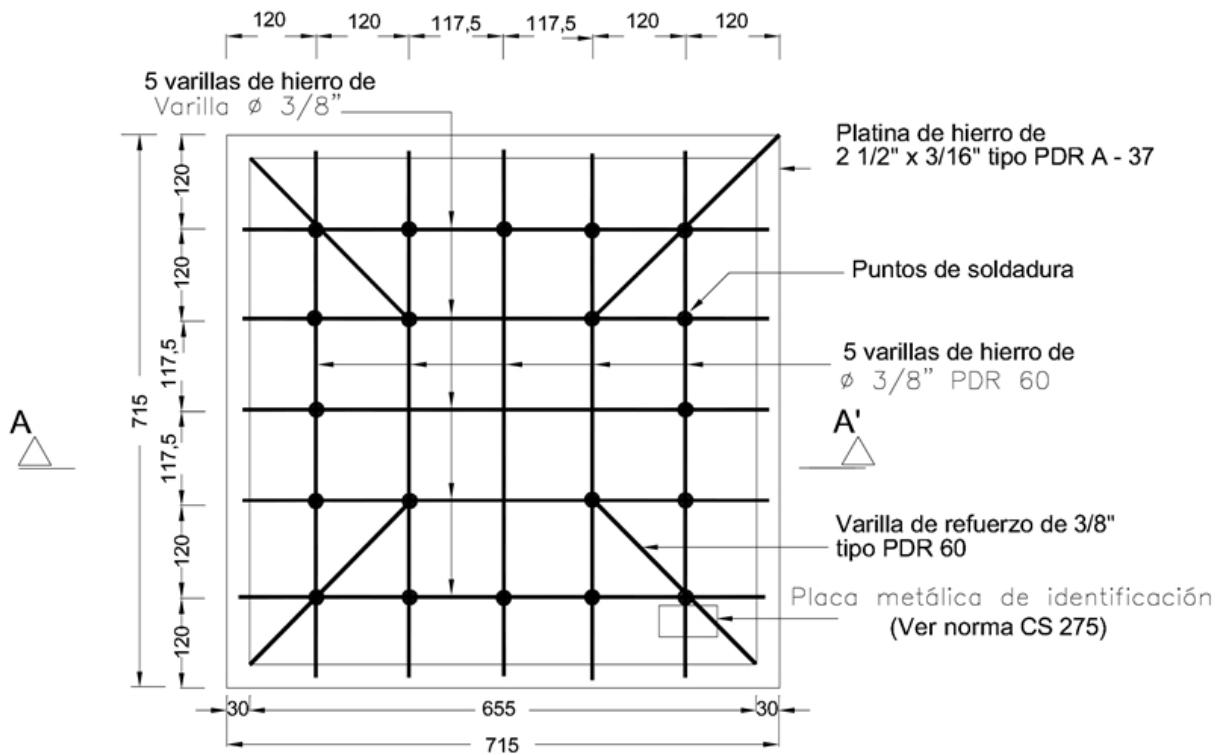 120 120 117,5 117,5 120 120
5 varillas de hierro de
Varilla ø 3/8”
Platina de hierro de
2 1/2" x 3/16" tipo PDR A - 37
120
120
Puntos de soldadura
117,5
5 varillas de hierro de
ø 3/8” PDR 60
715
A
A'
117,5
Varilla de refuerzo de 3/8"
tipo PDR 60
120
Placa metálica de identificación
(Ver norma CS 275)
120
30 655 30
715